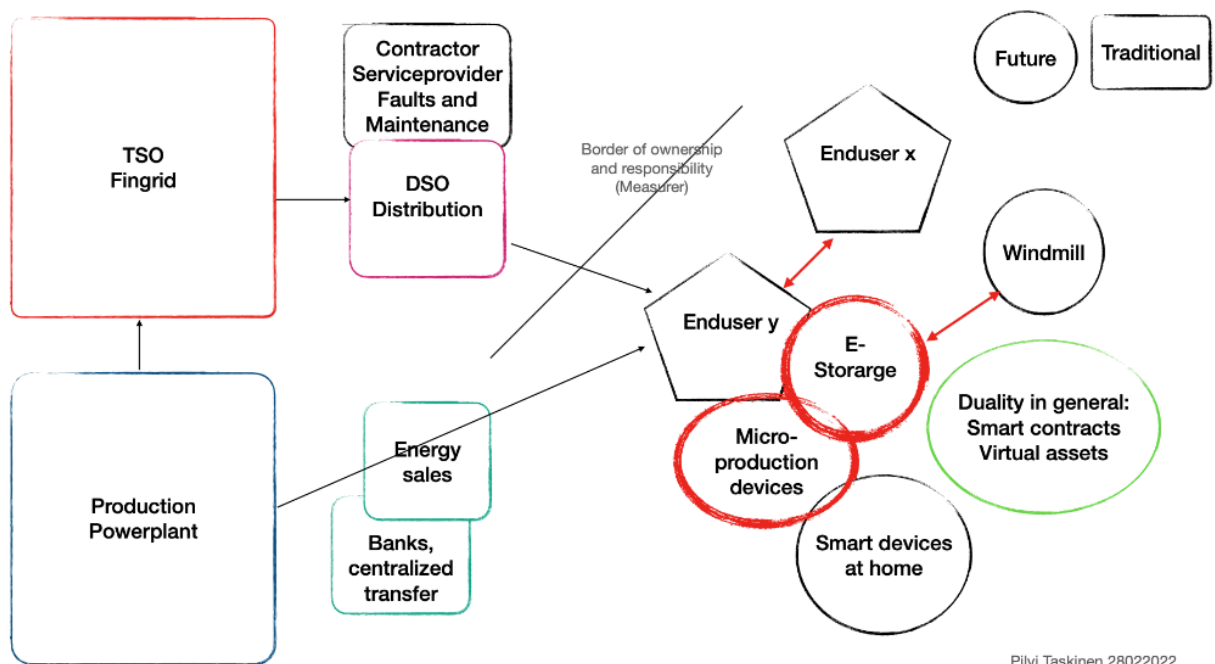 Contractor
Serviceprovider
Faults and
Maintenance
Future
Traditional
TSO
Fingrid
DSO
Distribution
Border of ownership
and responsibility
(Measurer)
Enduser x
Windmill
Enduser y
E-
Storarge
Duality in general:
Smart contracts
Virtual assets
Micro-
production
devices
Energy
sales
Production
Powerplant
Banks,
centralized
transfer
Smart devices
at home
Pilvi Taskinen 28022022